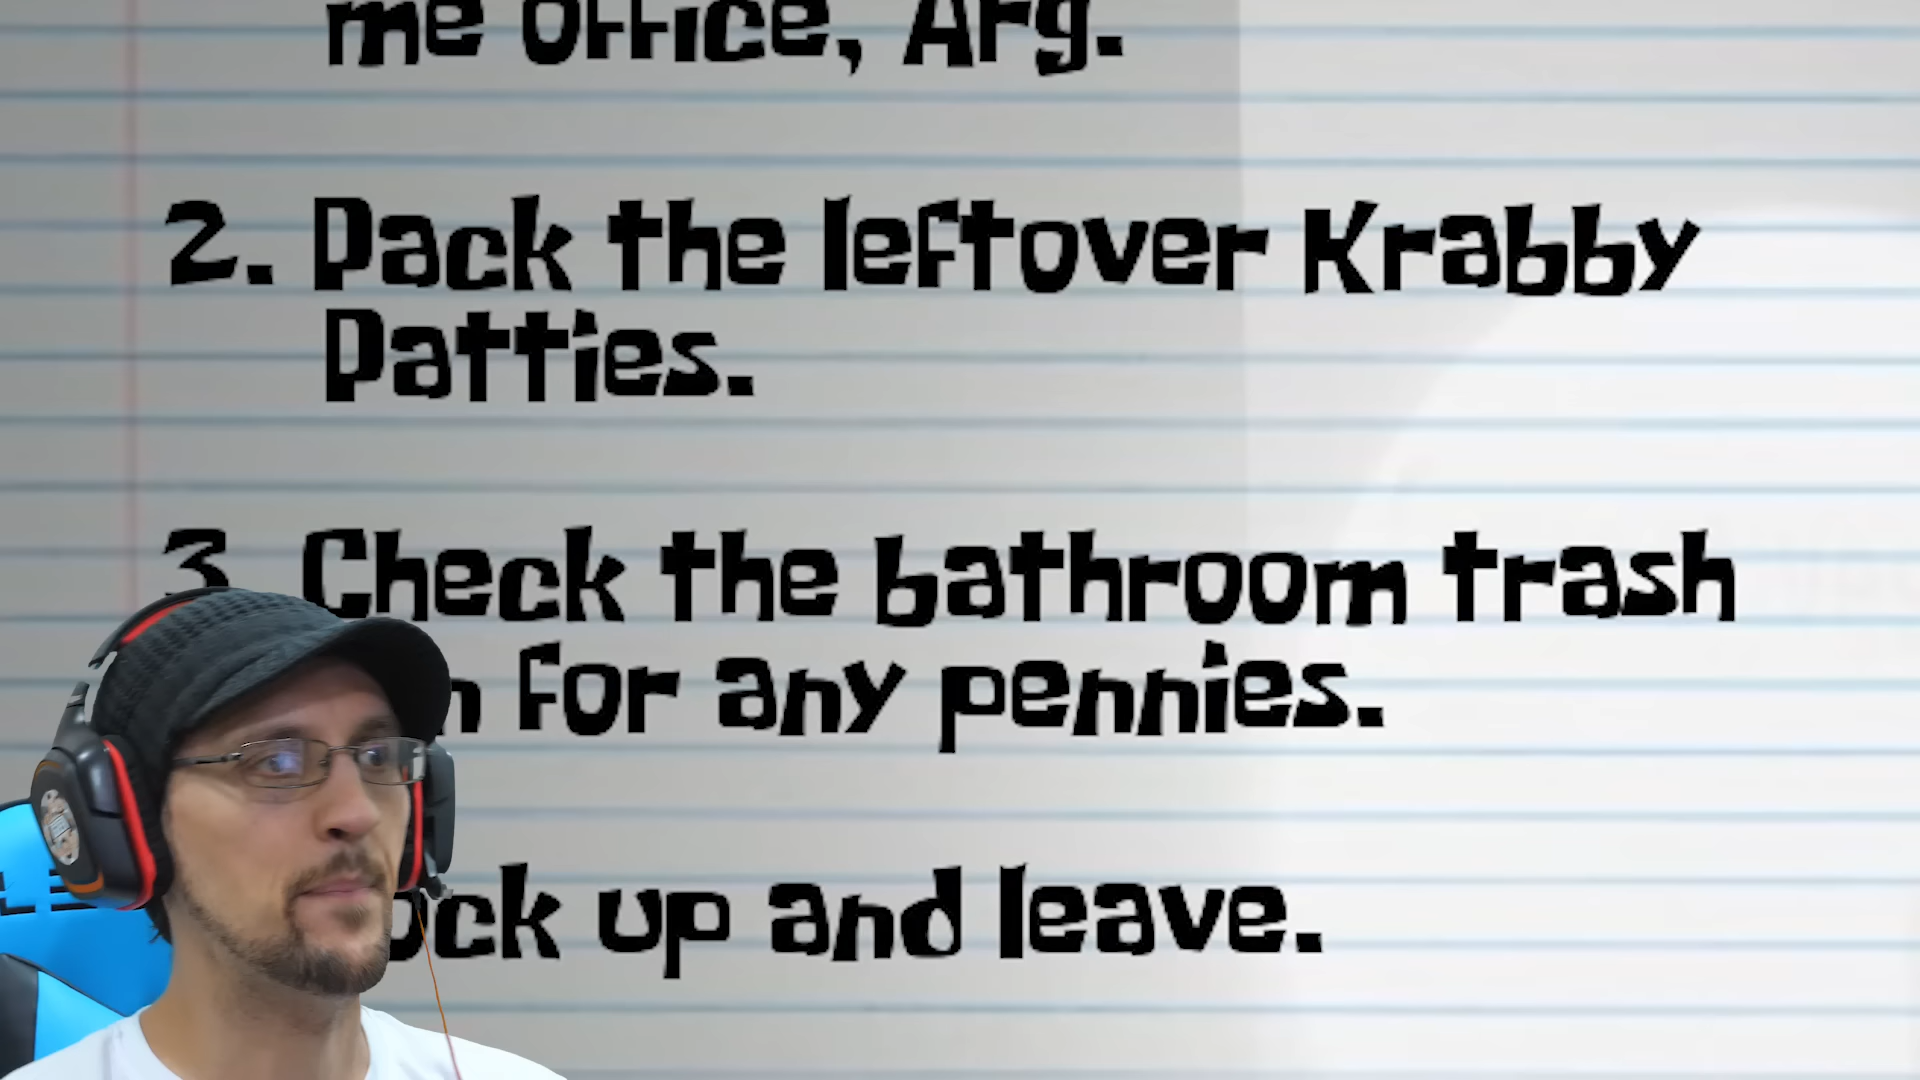 me office, Arg.
2. Pack the leftover Krabby
Patties.
3. Check the bathroom trash
for any pennies.
up and leave.